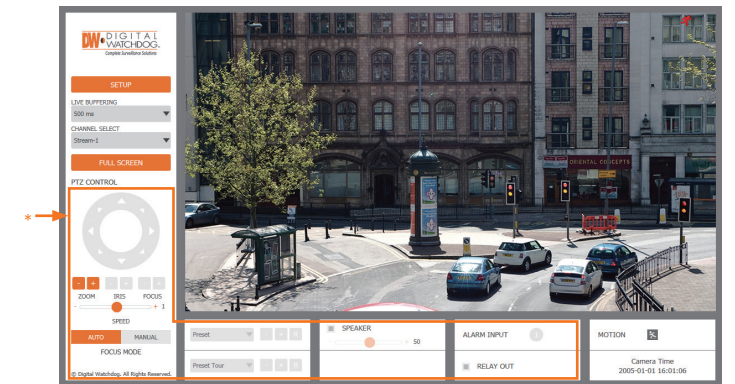 DIGITAL
DW WATCHDOG.
Complete Surveillance Solutions
SETUP
LIVE BUFFERING
500 ms
CHANNEL SELECT
Stream-1
FULL SCREEN
PTZ CONTROL
*
- +
ZOOM IRIS FOCUS
- + 1
SPEED
AUTO MANUAL
FOCUS MODE
© Digital Watchdog. All Rights Reserved.
ORIENTAL CONCEPTS
Preset
Preset Tour
SPEAKER
- + 50
ALARM INPUT 1
RELAY OUT
MOTION
Camera Time
2005-01-01 16:01:06